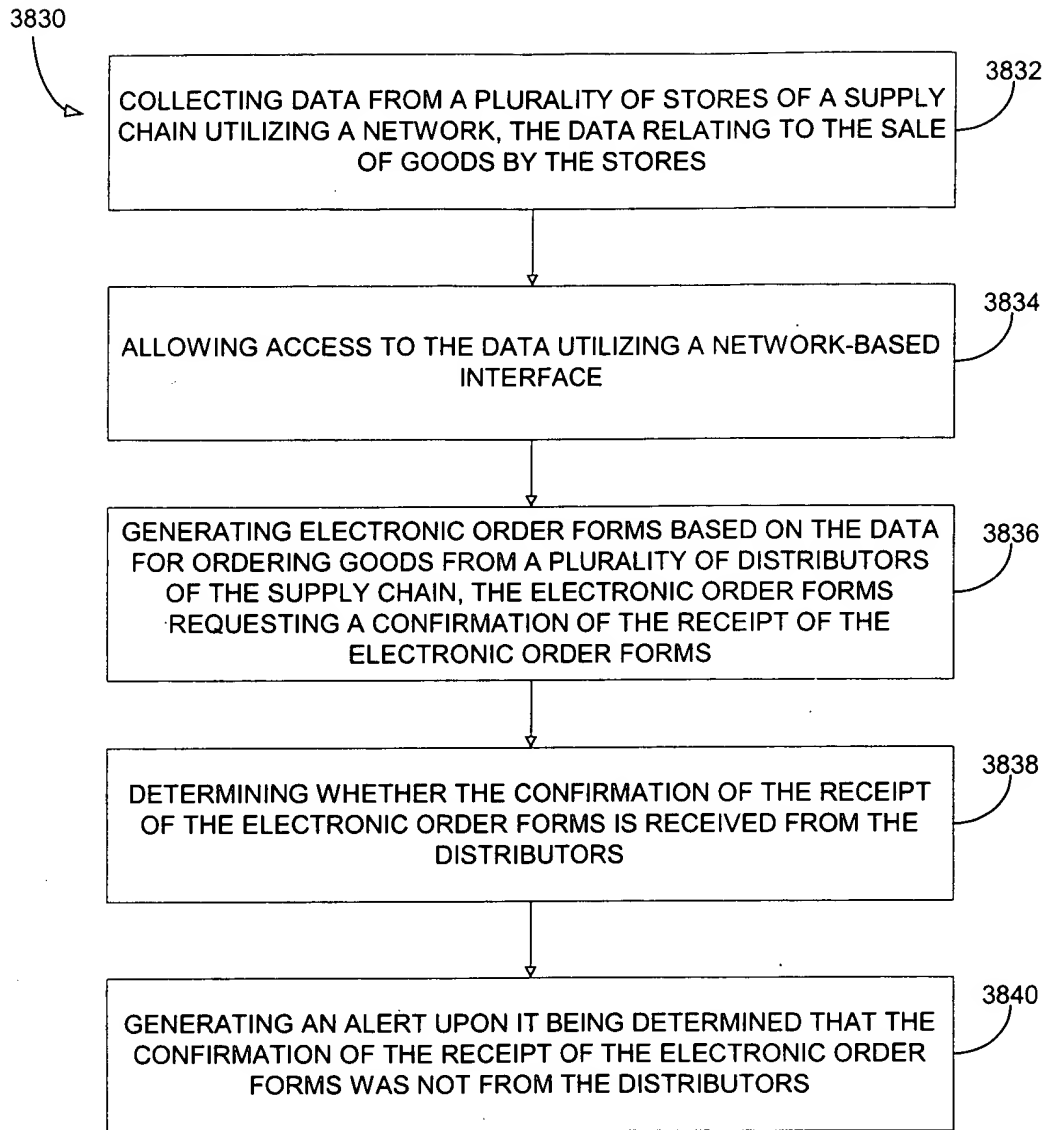 3830
COLLECTING DATA FROM A PLURALITY OF STORES OF A SUPPLY
CHAIN UTILIZING A NETWORK, THE DATA RELATING TO THE SALE
OF GOODS BY THE STORES
3832
ALLOWING ACCESS TO THE DATA UTILIZING A NETWORK-BASED
INTERFACE
3834
GENERATING ELECTRONIC ORDER FORMS BASED ON THE DATA
FOR ORDERING GOODS FROM A PLURALITY OF DISTRIBUTORS
OF THE SUPPLY CHAIN, THE ELECTRONIC ORDER FORMS
REQUESTING A CONFIRMATION OF THE RECEIPT OF THE
ELECTRONIC ORDER FORMS
3836
DETERMINING WHETHER THE CONFIRMATION OF THE RECEIPT
OF THE ELECTRONIC ORDER FORMS IS RECEIVED FROM THE
DISTRIBUTORS
3838
GENERATING AN ALERT UPON IT BEING DETERMINED THAT THE
CONFIRMATION OF THE RECEIPT OF THE ELECTRONIC ORDER
FORMS WAS NOT FROM THE DISTRIBUTORS
3840